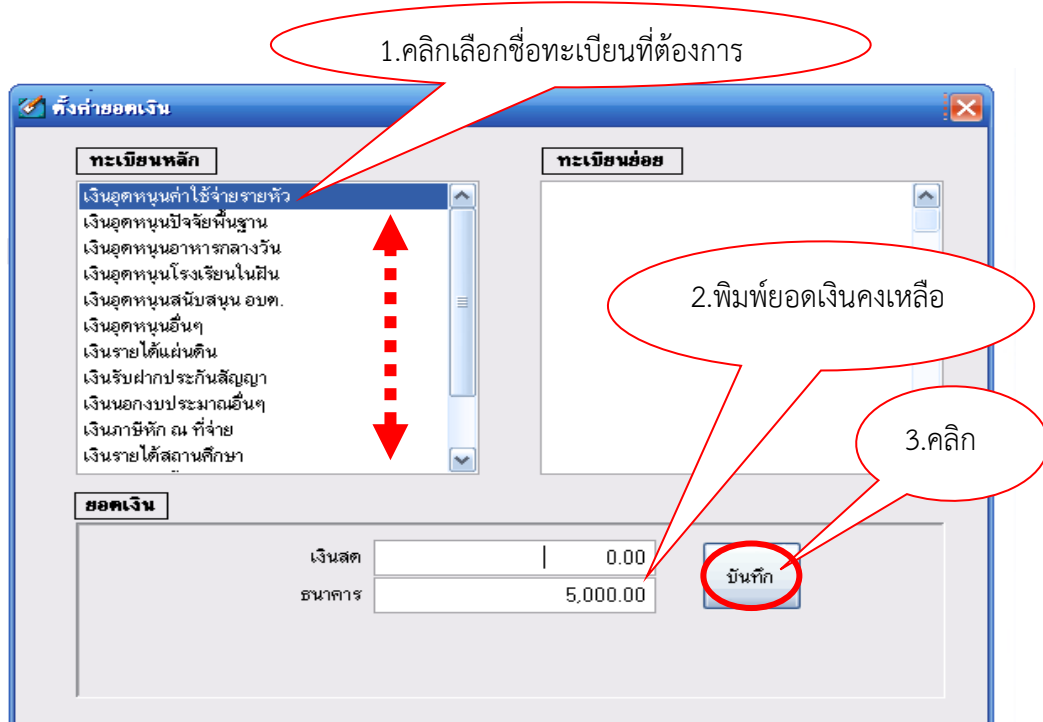 1.คลิกเลือกชื่อทะเบียนที่ต้องการ
ตั้งค่ายอดเงิน
ทะเบียนหลัก
ทะเบียนย่อย
เงินอุดหนุนค่าใช้จ่ายรายหัว
เงินอุดหนุนปัจจัยพื้นฐาน
เงินอุดหนุนอาหารกลางวัน
เงินอุดหนุนโรงเรียนในฝัน
เงินอุดหนุนสนับสนุน อบต.
เงินอุดหนุนอื่นๆ
เงินรายได้แผ่นดิน
เงินรับฝากประกันสัญญา
เงินนอกงบประมาณอื่นๆ
เงินภาษีหัก ณ ที่จ่าย
เงินรายได้สถานศึกษา
2.พิมพ์ยอดเงินคงเหลือ
3.คลิก
ยอดเงิน
เงินสด 0.00
ธนาคาร 5,000.00
บันทึก